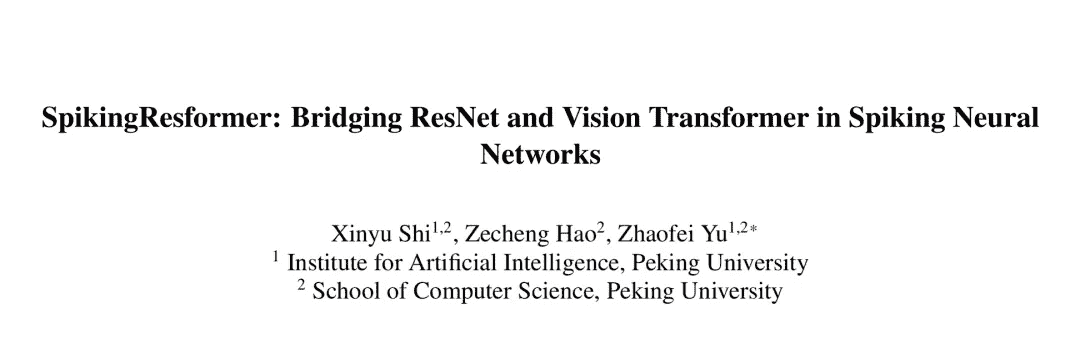 SpikingResformer: Bridging ResNet and Vision Transformer in Spiking Neural
Networks
Xinyu Shi1,2, Zecheng Hao2, Zhaofei Yu1,2*
1 Institute for Artificial Intelligence, Peking University
2 School of Computer Science, Peking University